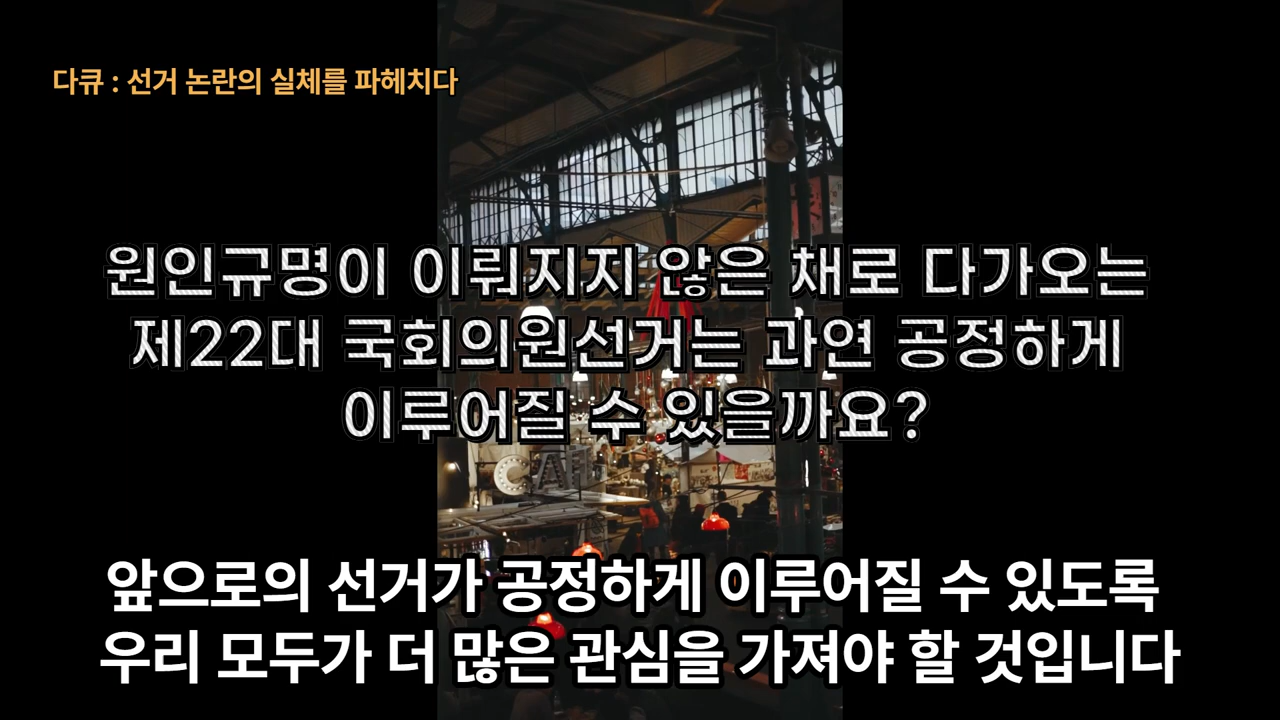 다큐 : 선거 논란의 실체를 파헤치다
원인규명이 이뤄지지 않은 채로 다가오는
제22대 국회의원선거는 과연 공정하게
이루어질 수 있을까요?
CAF
앞으로의 선거가 공정하게 이루어질 수 있도록
우리 모두가 더 많은 관심을 가져야 할 것입니다